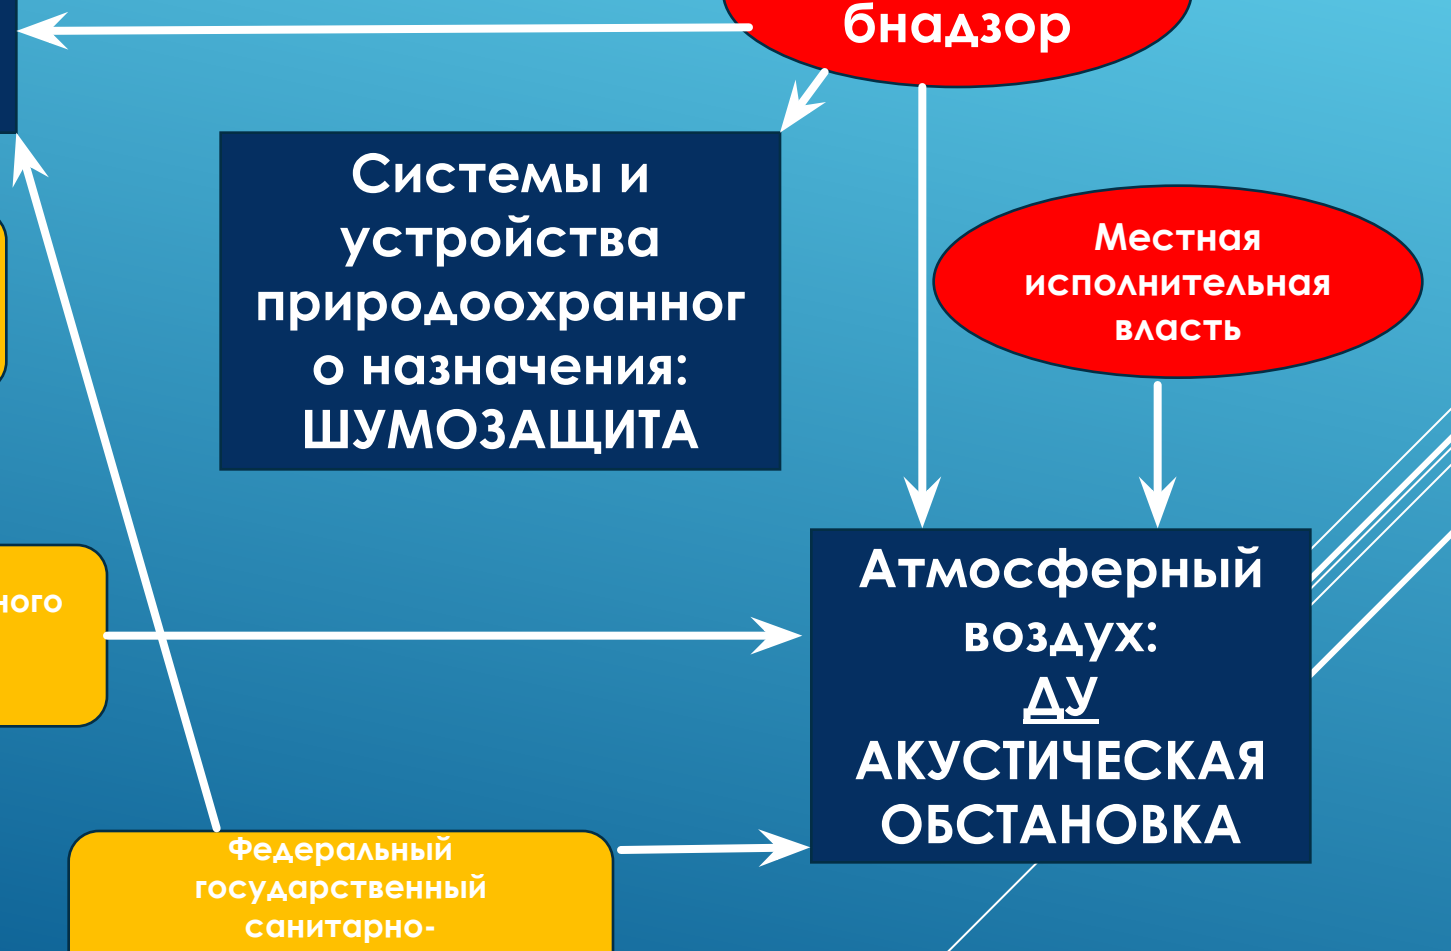 бнадзор
Системы и
устройства
природоохранног
о назначения:
ШУМОЗАЩИТА
Местная
исполнительная
власть
ного
Атмосферный
воздух:
ДУ
АКУСТИЧЕСКАЯ
ОБСТАНОВКА
Федеральный
государственный
санитарно-